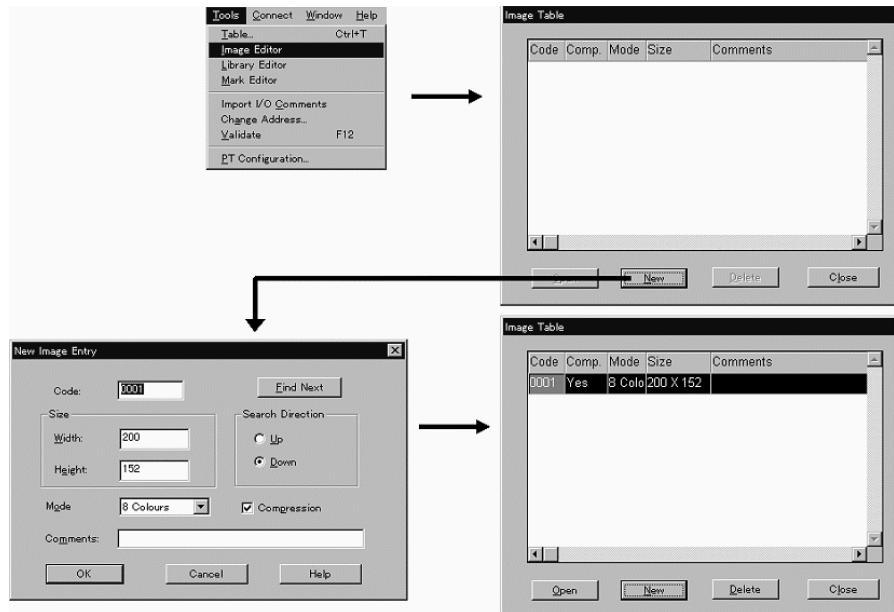 Tools Connect Window Help
Table... Ctrl+T
Image Editor
Library Editor
Mark Editor
Import I/O Comments
Change Address...
Validate F12
PT Configuration...
Image Table
Code Comp. Mode Size Comments
Open New Delete Close
New Image Entry
Code: 0001 Find Next
Size Search Direction
Width: 200 Up
Height: 152 Down
Mode 8 Colours Compression
Comments:
OK Cancel Help
Image Table
Code Comp. Mode Size Comments
0001 Yes 8 Colo 200 X 152
Open New Delete Close